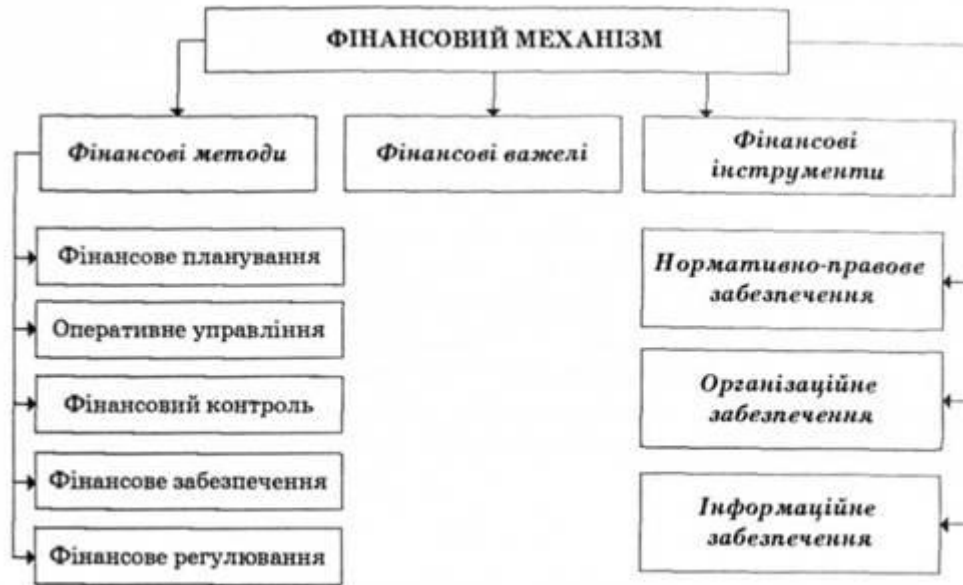 ФІНАНСОВИЙ МЕХАНІЗМ
Фінансові методи
Фінансові важелі
Фінансові
інструменти
Фінансове планування
Оперативне управління
Фінансовий контроль
Фінансове забезпечення
Фінансове регулювання
Нормативно-правове
забезпечення
Організаційне
забезпечення
Інформаційне
забезпечення